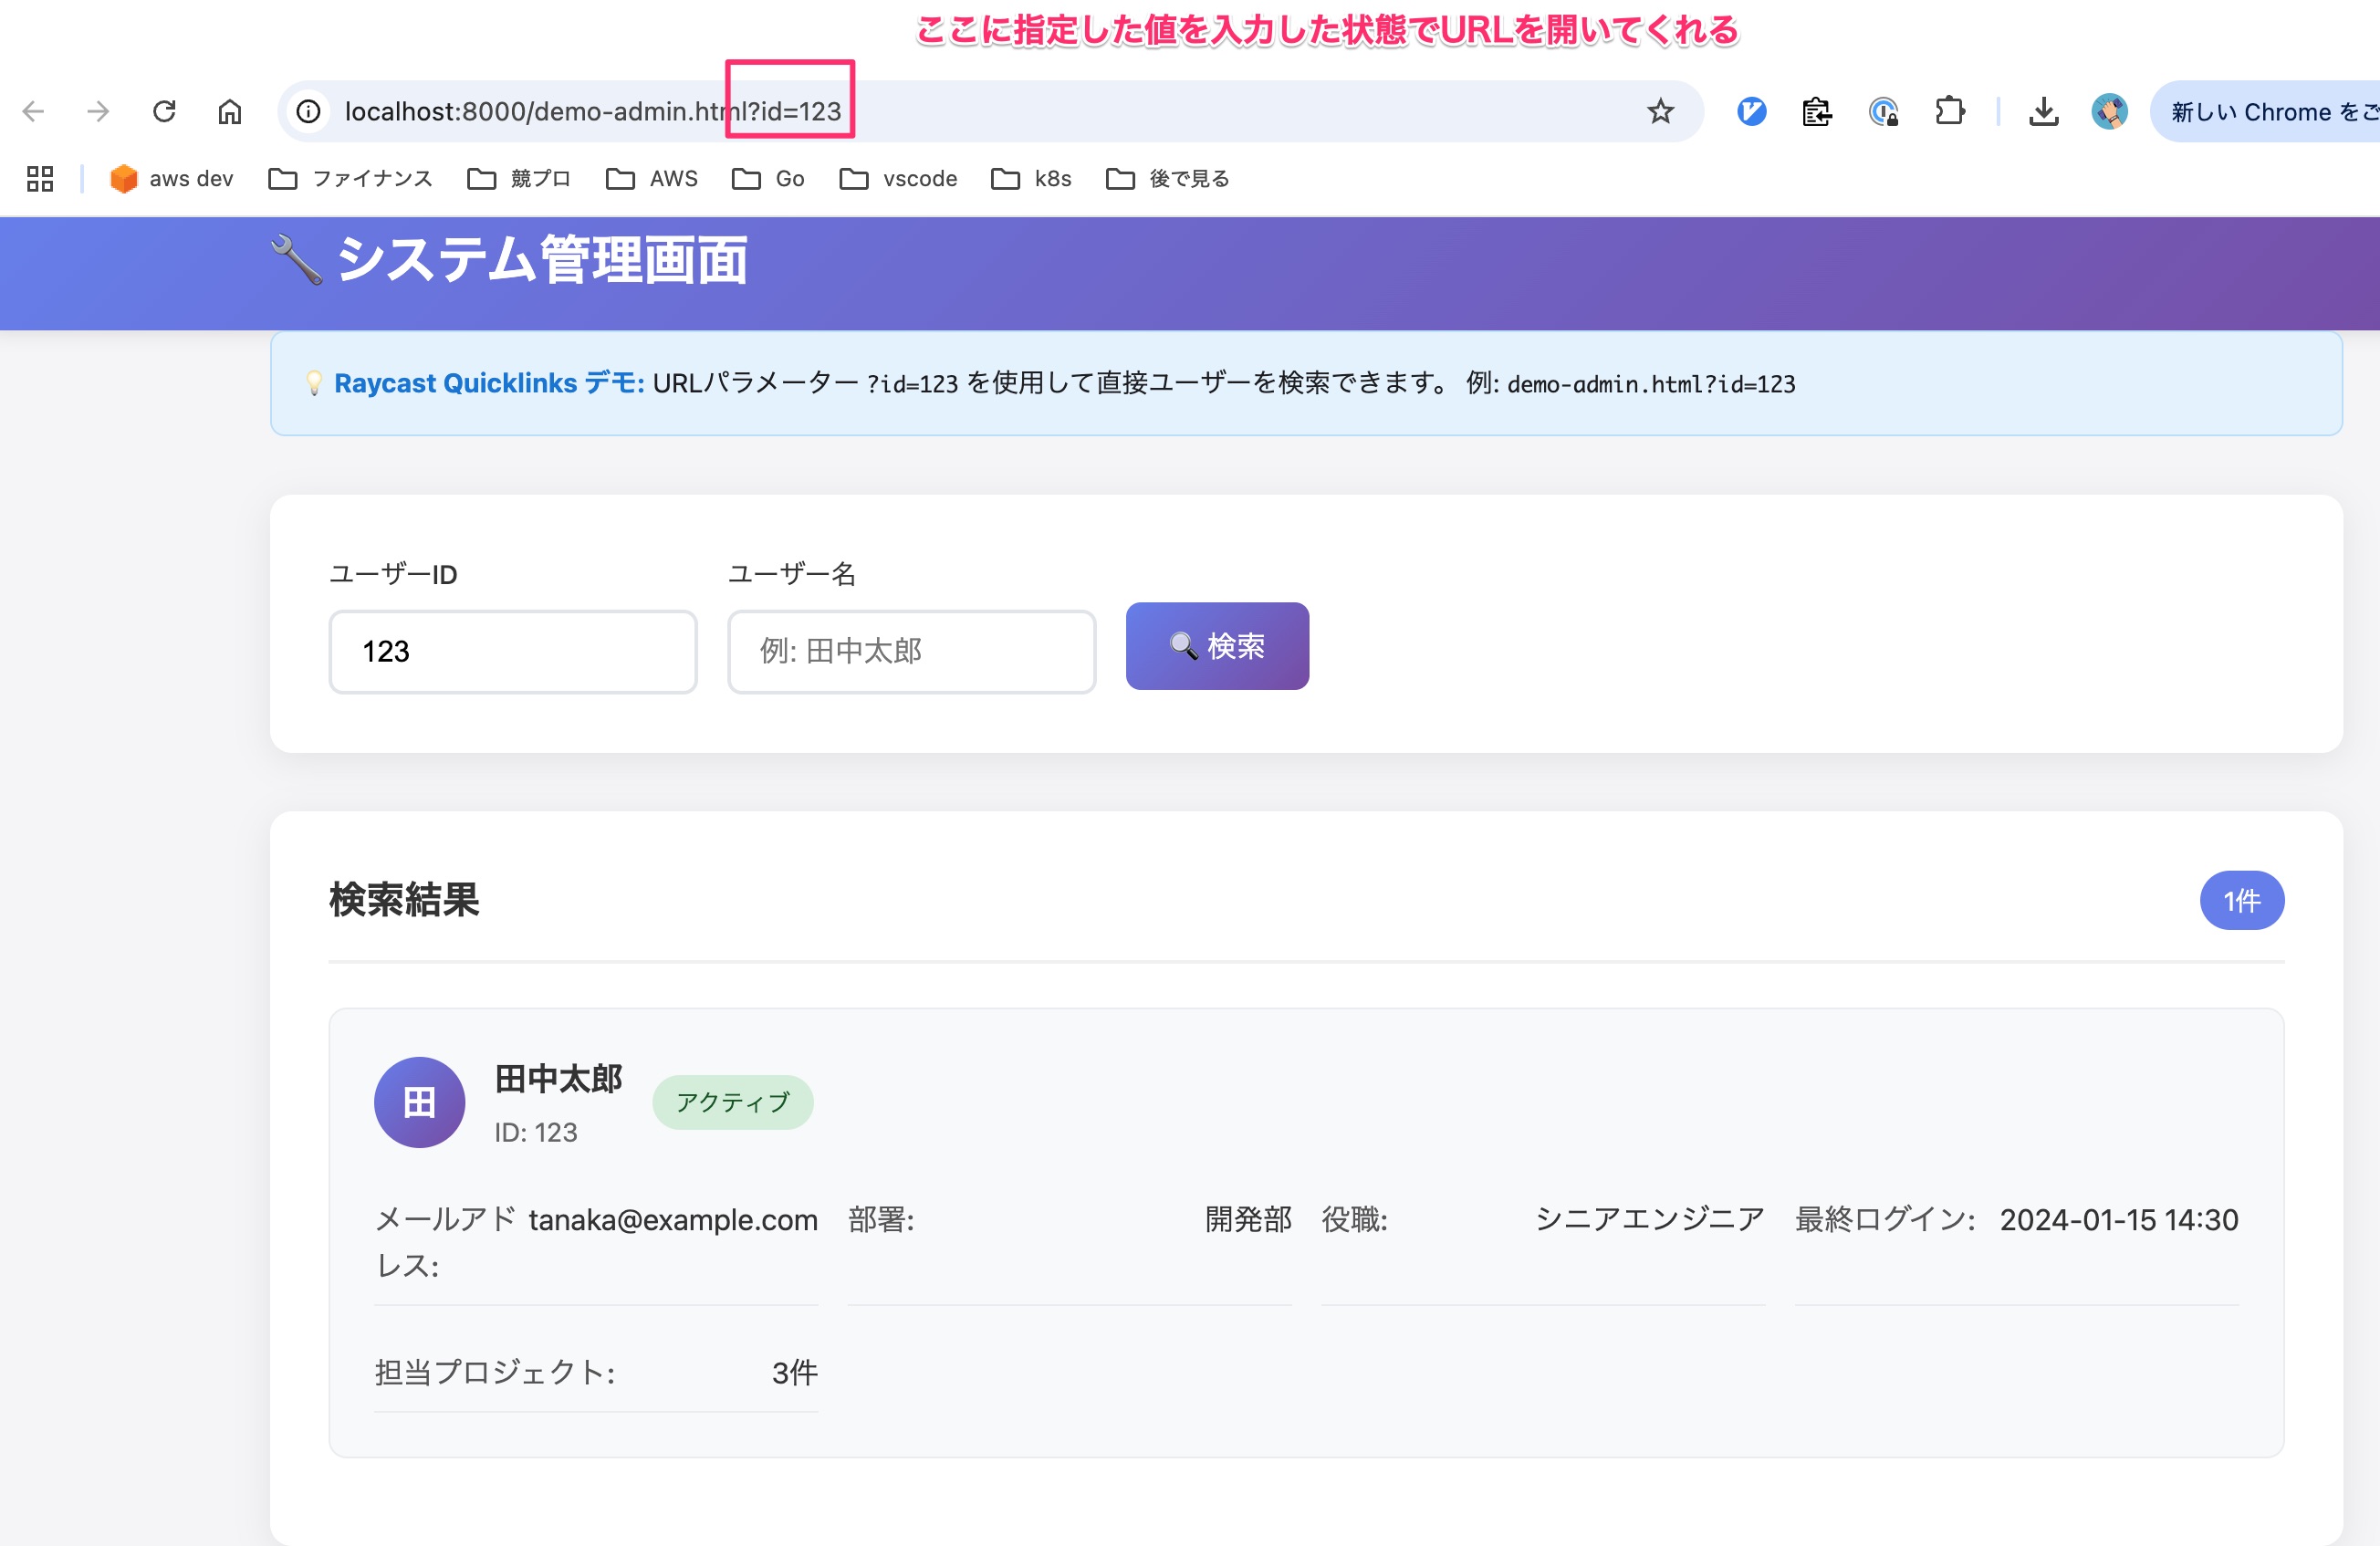 ここに指定した値を入力した状態でURLを開いてくれる
localhost:8000/demo-admin.html?id=123
新しい Chrome をご
aws dev ファイナンス 競プロ AWS Go vscode k8s 後で見る
🔧 システム管理画面
💡 Raycast Quicklinks デモ: URLパラメーター ?id=123 を使用して直接ユーザーを検索できます。 例: demo-admin.html?id=123
ユーザーID ユーザー名
123 例: 田中太郎 🔍 検索
検索結果 1件
田 田中太郎 アクティブ
ID: 123
メールアドレス: tanaka@example.com 部署: 開発部 役職: シニアエンジニア 最終ログイン: 2024-01-15 14:30
担当プロジェクト: 3件